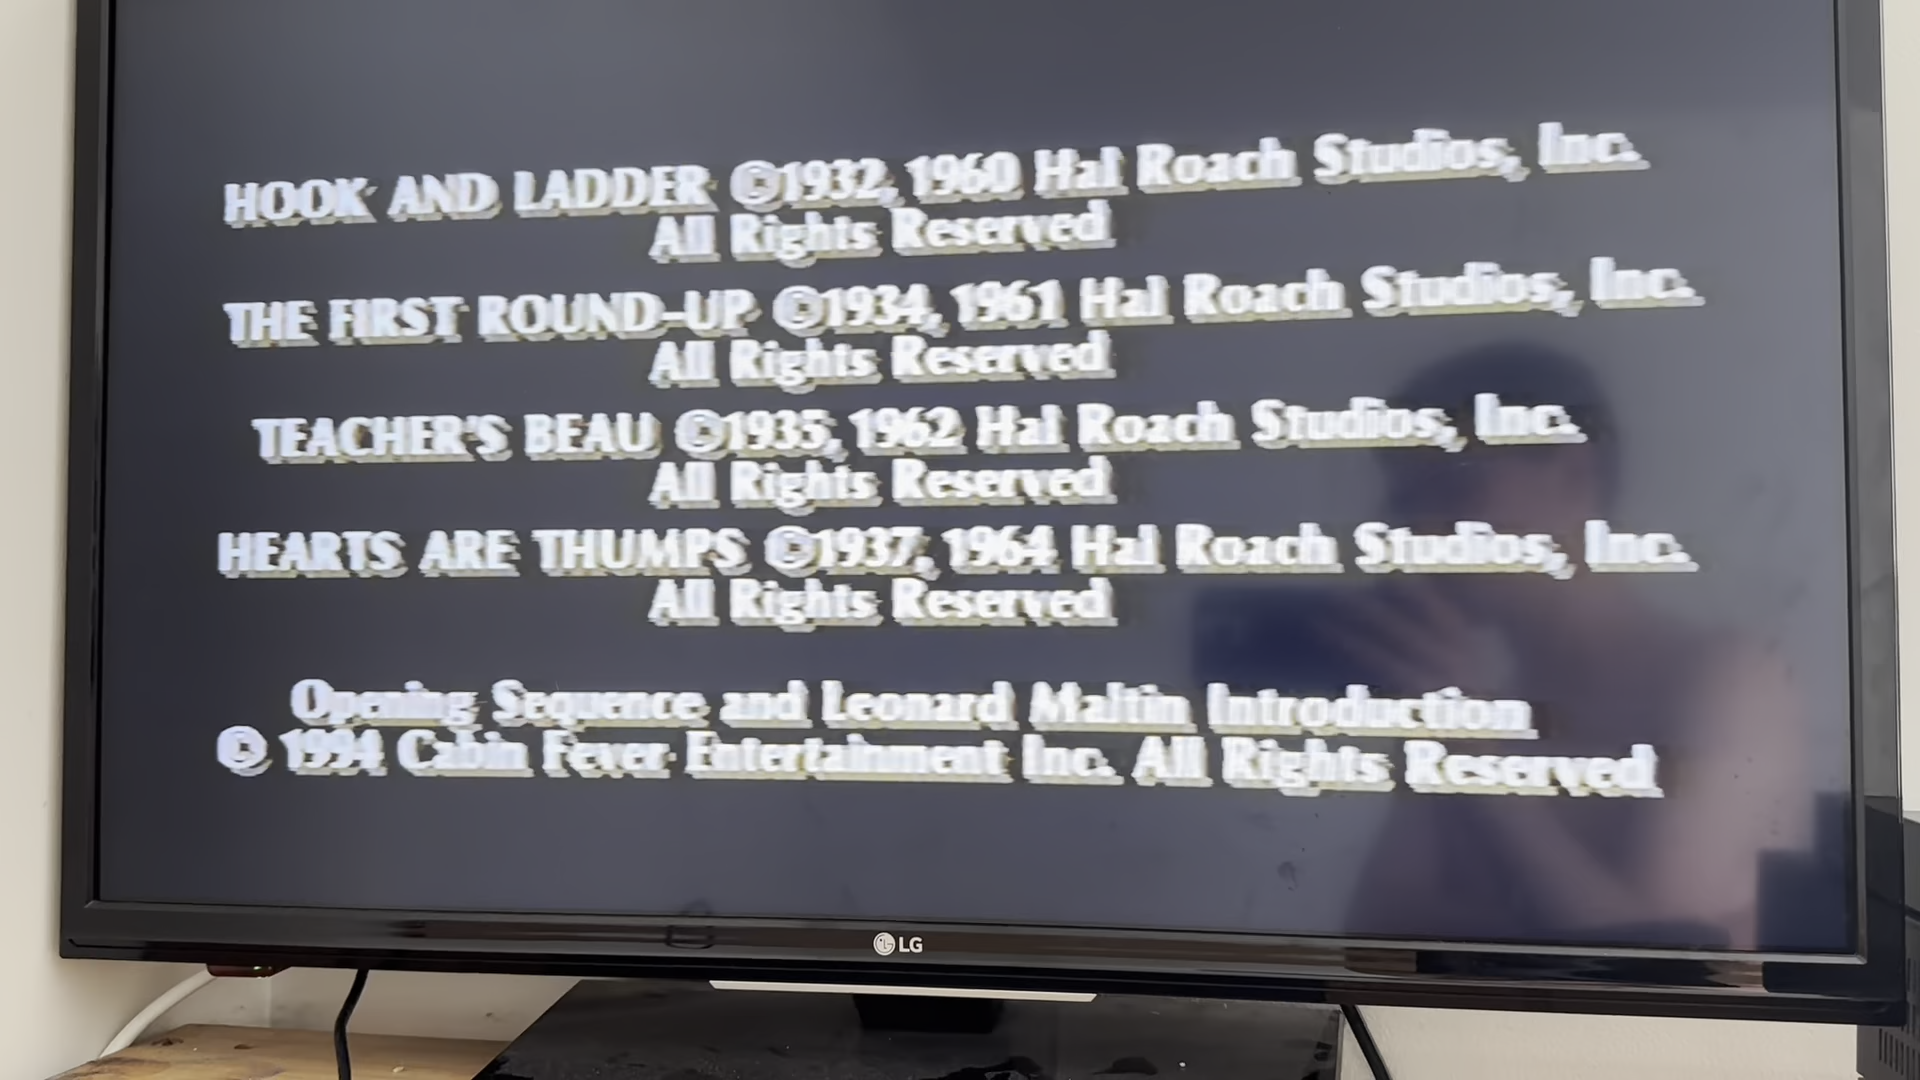 HOOK AND LADDER ©1932, 1960 Hal Roach Studios, Inc.
All Rights Reserved
THE FIRST ROUND-UP ©1934, 1961 Hal Roach Studios, Inc.
All Rights Reserved
TEACHER'S BEAU ©1935, 1962 Hal Roach Studios, Inc.
All Rights Reserved
HEARTS ARE THUMPS ©1937, 1964 Hal Roach Studios, Inc.
All Rights Reserved
Opening Sequence and Leonard Maltin Introduction
© 1994 Cabin Fever Entertainment Inc. All Rights Reserved
LG